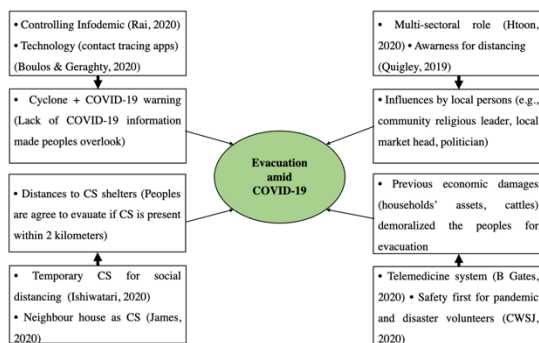 • Controlling Infodemic (Rai, 2020)
• Technology (contact tracing apps)
(Boulos & Geraghty, 2020)
Cyclone + COVID-19 warning
(Lack of COVID-19 information
made peoples overlook)
Distances to CS shelters (Peoples
are agree to evauate if CS is present
within 2 kilometers)
• Temporary CS for social
distancing (Ishiwatari, 2020)
• Neighbour house as CS (James,
2020)
Evacuation
amid
COVID-19
• Multi-sectoral role (Htoon,
2020) • Awarness for distancing
(Quigley, 2019)
Influences by local persons (e.g.,
community religious leader, local
market head, politician)
Previous economic damages
(households' assets, cattles)
demoralized the peoples for
evacuation
• Telemedicine system (B Gates,
2020) • Safety first for pandemic
and disaster volunteers (CWSJ,
2020)